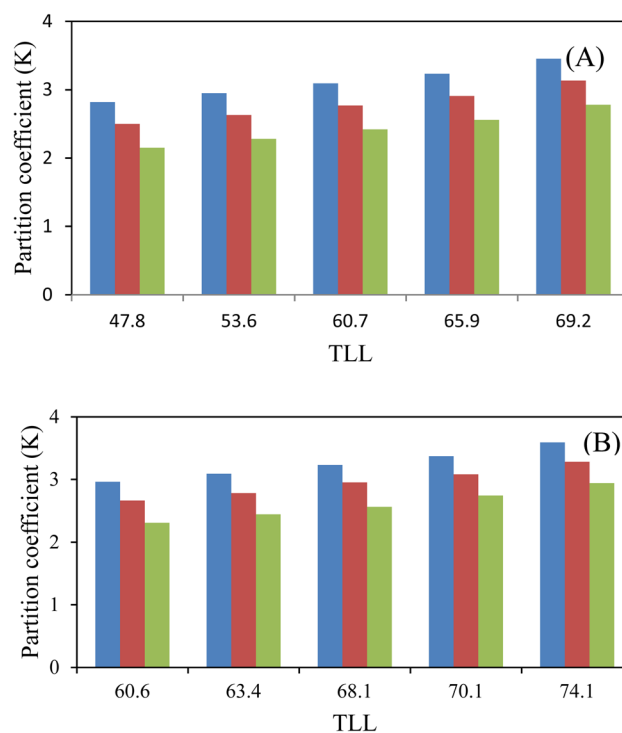 (A)
Partition coefficient (K)
4
3
2
1
0
47.8 53.6 60.7 65.9 69.2
TLL
(B)
Partition coefficient (K)
4
3
2
1
0
60.6 63.4 68.1 70.1 74.1
TLL